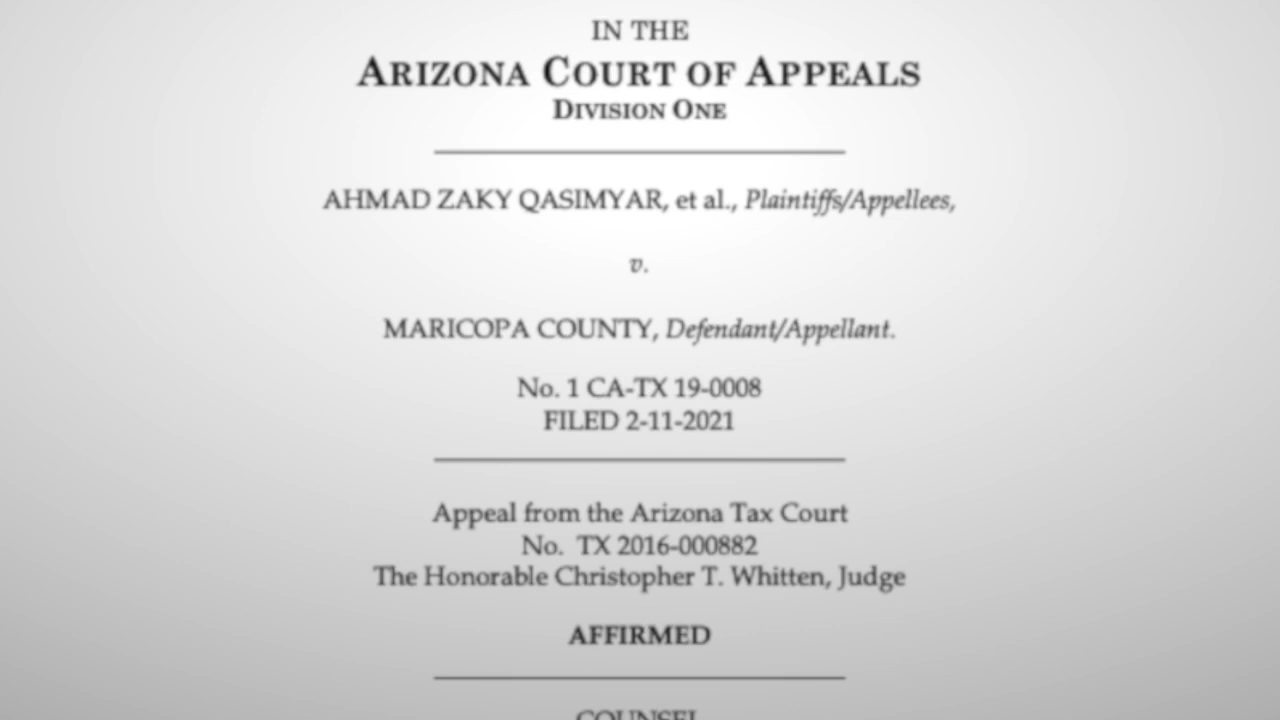 IN THE
ARIZONA COURT OF APPEALS
DIVISION ONE
AHMAD ZAKY QASIMYAR, et al., Plaintiffs/Appellees,
v.
MARICOPA COUNTY, Defendant/Appellant.
No. 1 CA-TX 19-0008
FILED 2-11-2021
Appeal from the Arizona Tax Court
No. TX 2016-000882
The Honorable Christopher T. Whitten, Judge
AFFIRMED
COUNSEL